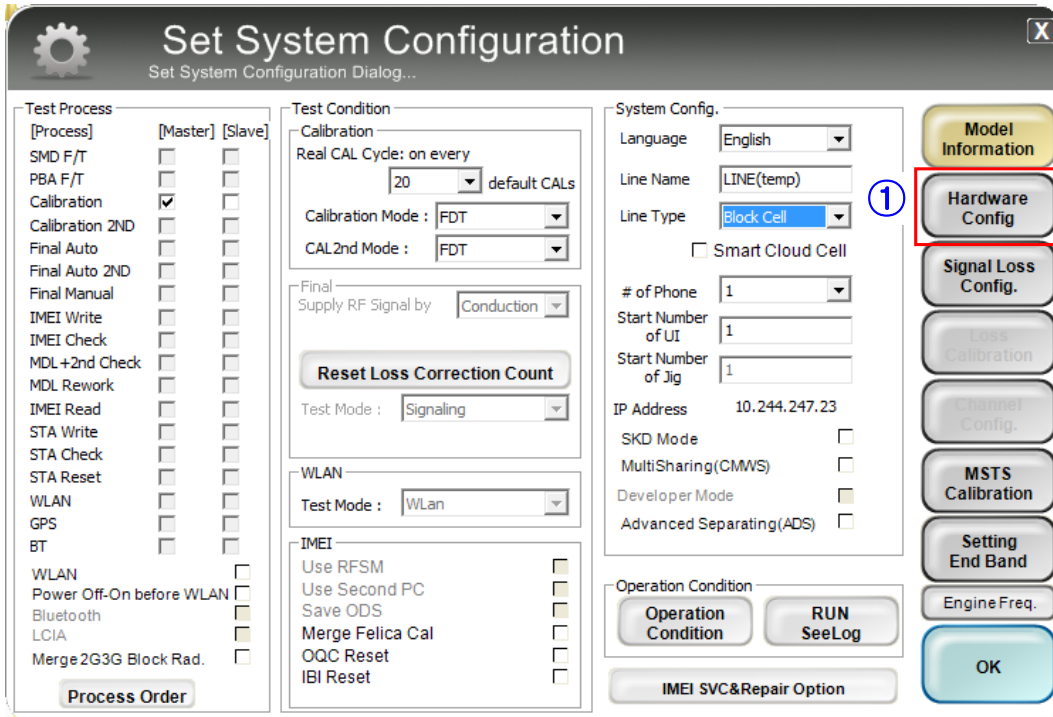 Set System Configuration
Set System Configuration Dialog...
X
Test Process
[Process] [Master] [Slave]
SMD F/T
PBA F/T
Calibration
Calibration 2ND
Final Auto
Final Auto 2ND
Final Manual
IMEI Write
IMEI Check
MDL+2nd Check
MDL Rework
IMEI Read
STA Write
STA Check
STA Reset
WLAN
GPS
BT
WLAN
Power Off-On before WLAN
Bluetooth
LCIA
Merge 2G3G Block Rad.
Process Order
Test Condition
Calibration
Real CAL Cycle: on every
20 default CALs
Calibration Mode : FDT
CAL2nd Mode : FDT
Final
Supply RF Signal by Conduction
Reset Loss Correction Count
Test Mode : Signaling
WLAN
Test Mode : WLan
IMEI
Use RFSM
Use Second PC
Save ODS
Merge Felica Cal
OQC Reset
IBI Reset
System Config.
Language English
Line Name LINE(temp)
Line Type Block Cell
Smart Cloud Cell
# of Phone 1
Start Number
of UI 1
Start Number
of Jig 1
IP Address 10.244.247.23
SKD Mode
MultiSharing(CMWS)
Developer Mode
Advanced Separating(ADS)
Operation Condition
Operation
Condition
RUN
SeeLog
IMEI SVC&Repair Option
①
Model
Information
Hardware
Config
Signal Loss
Config.
Loss
Calibration
Channel
Config.
MSTS
Calibration
Setting
End Band
Engine Freq.
OK